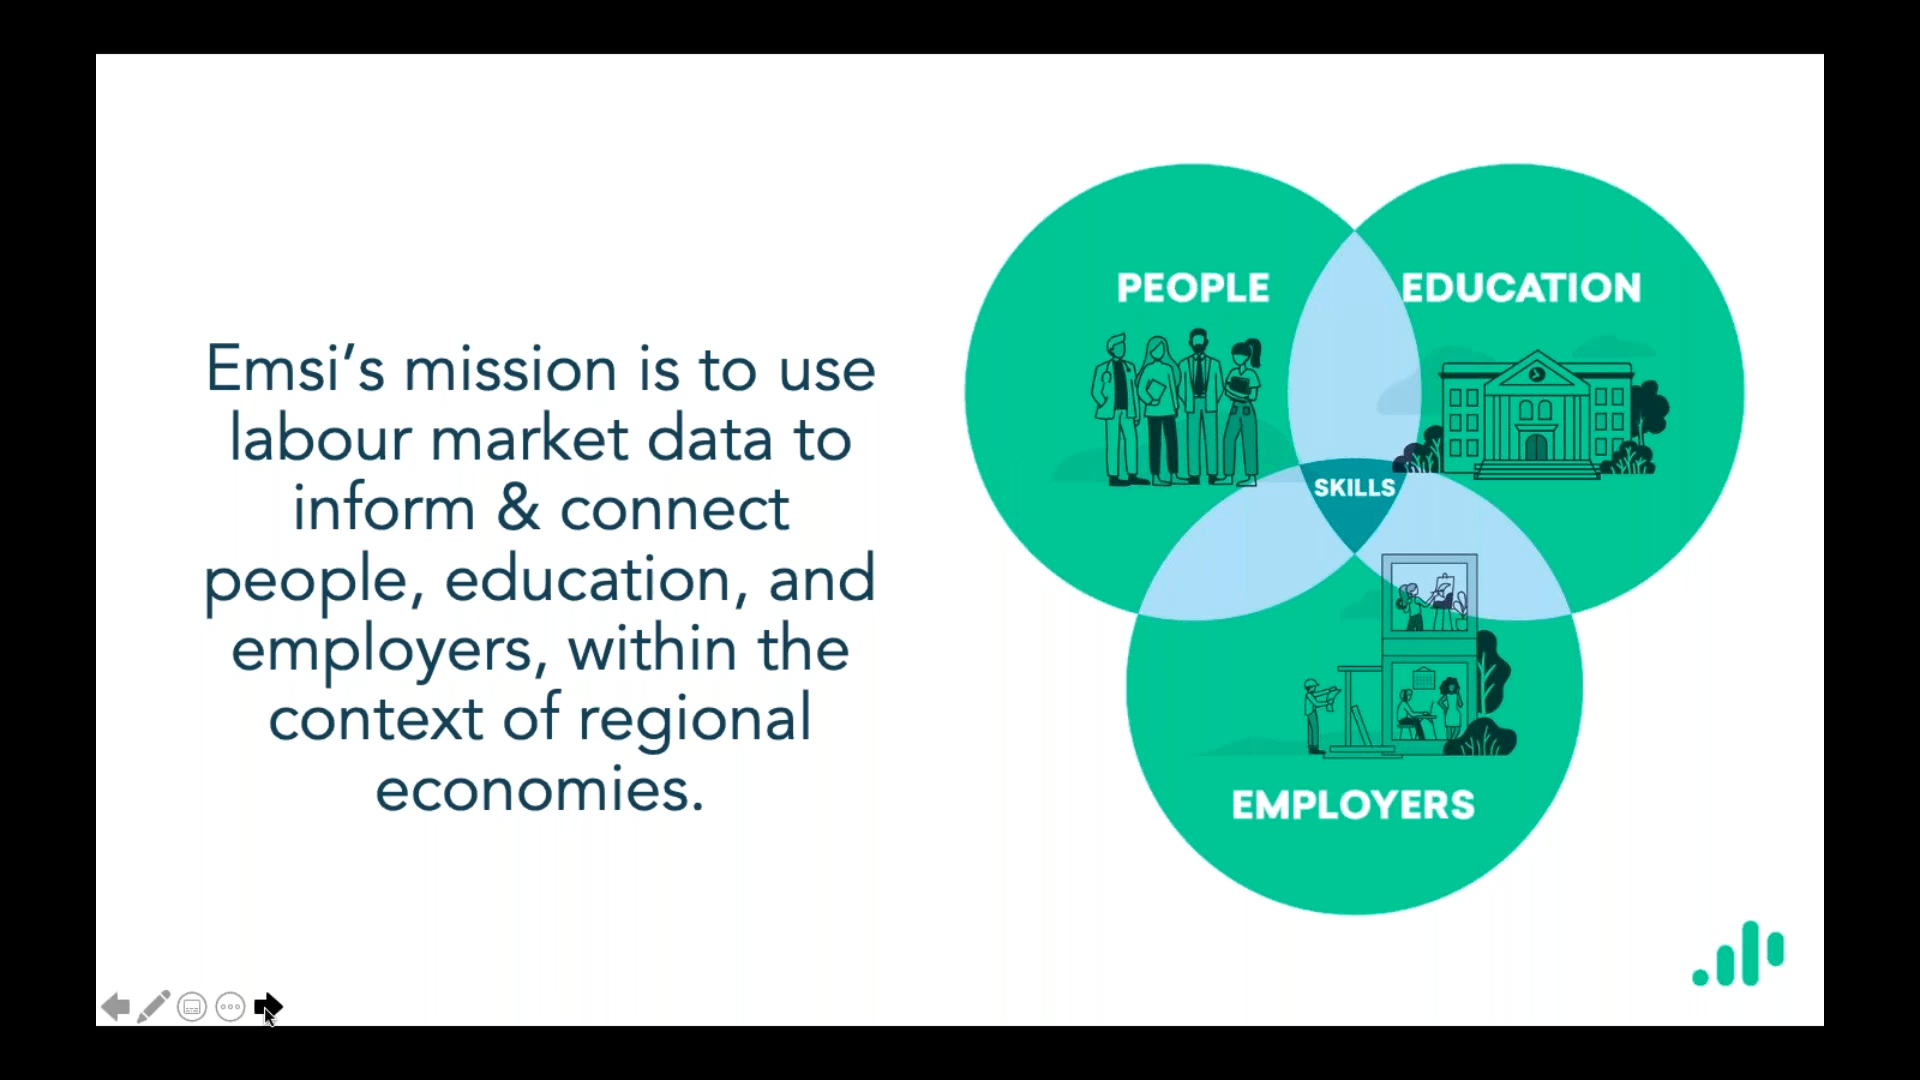 Emsi’s mission is to use
labour market data to
inform & connect
people, education, and
employers, within the
context of regional
economies.
PEOPLE
EDUCATION
SKILLS
EMPLOYERS